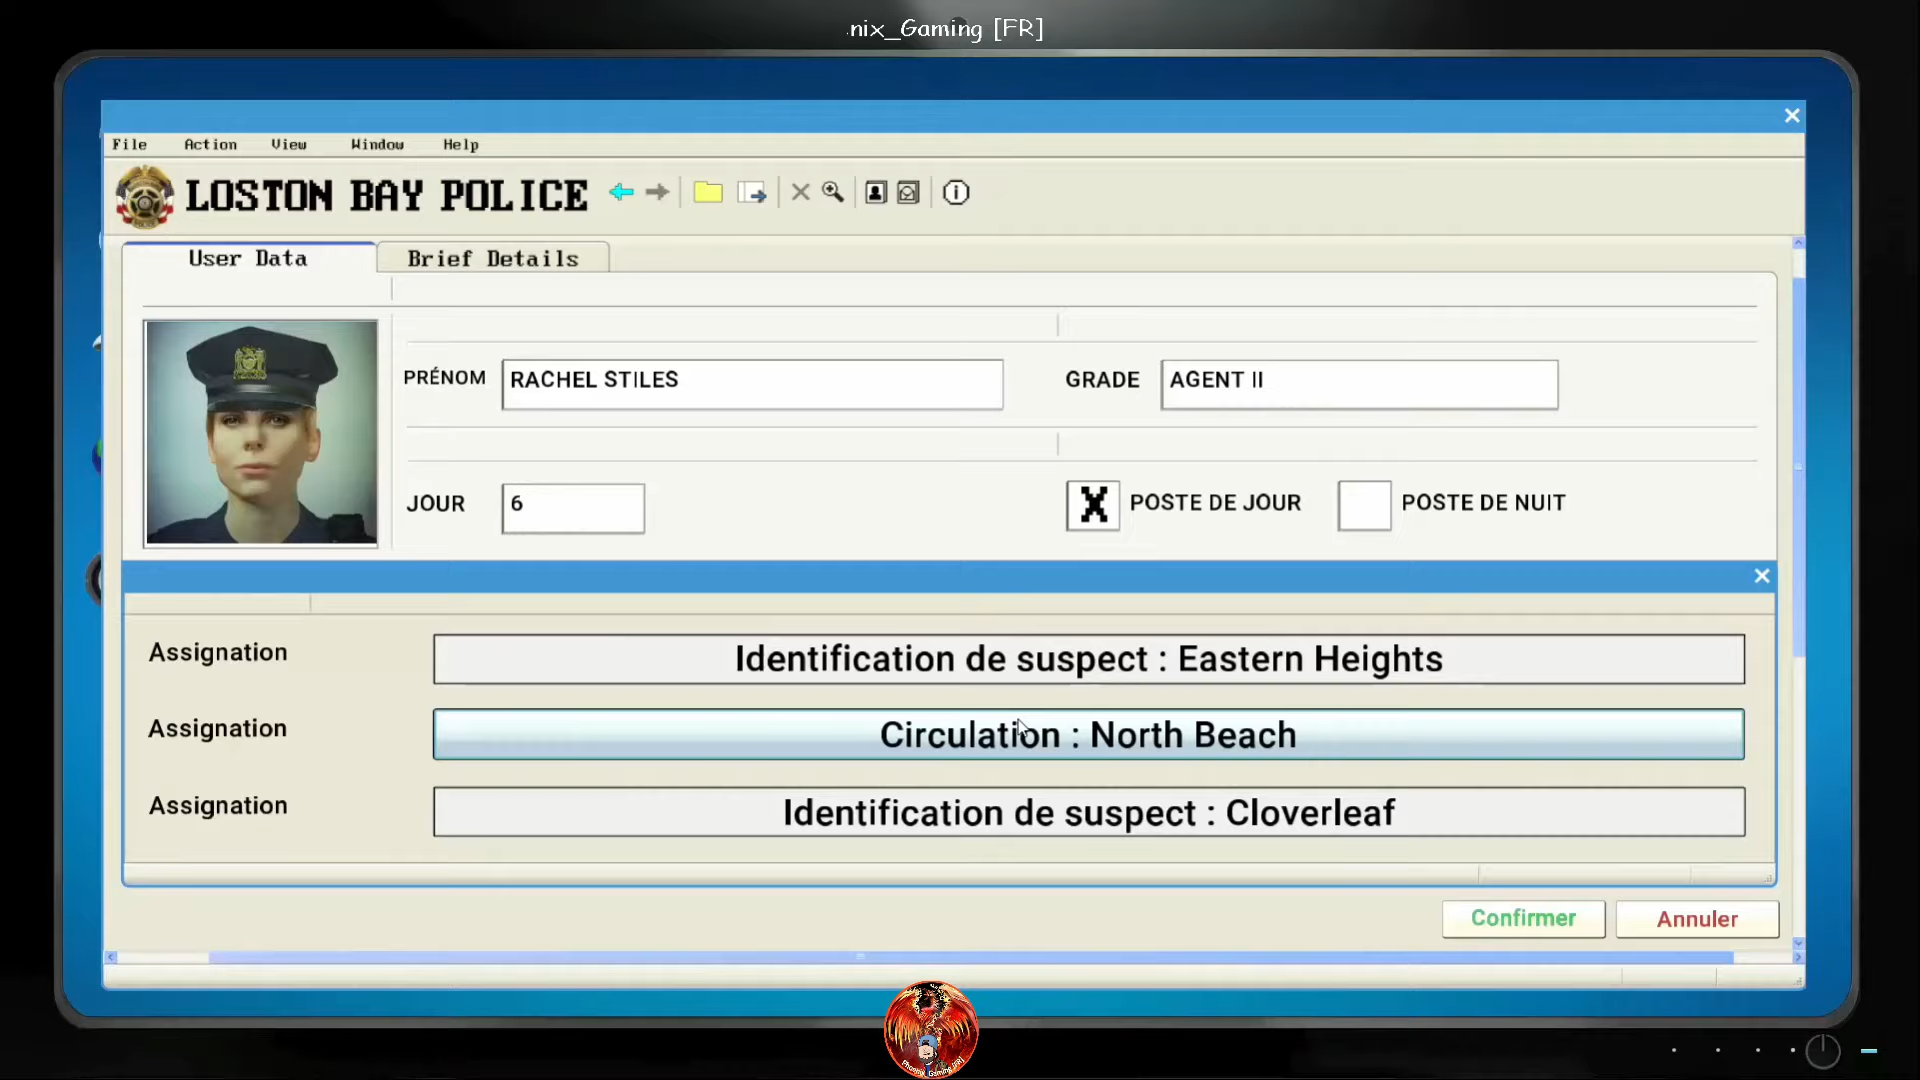 .nix_Gaming [FR]
File Action View Window Help
LOSTON BAY POLICE
User Data Brief Details
PRÉNOM RACHEL STILES GRADE AGENT II
JOUR 6 X POSTE DE JOUR POSTE DE NUIT
Assignation Identification de suspect : Eastern Heights
Assignation Circulation : North Beach
Assignation Identification de suspect : Cloverleaf
Confirmer Annuler
Phoenix_Gaming [FR]